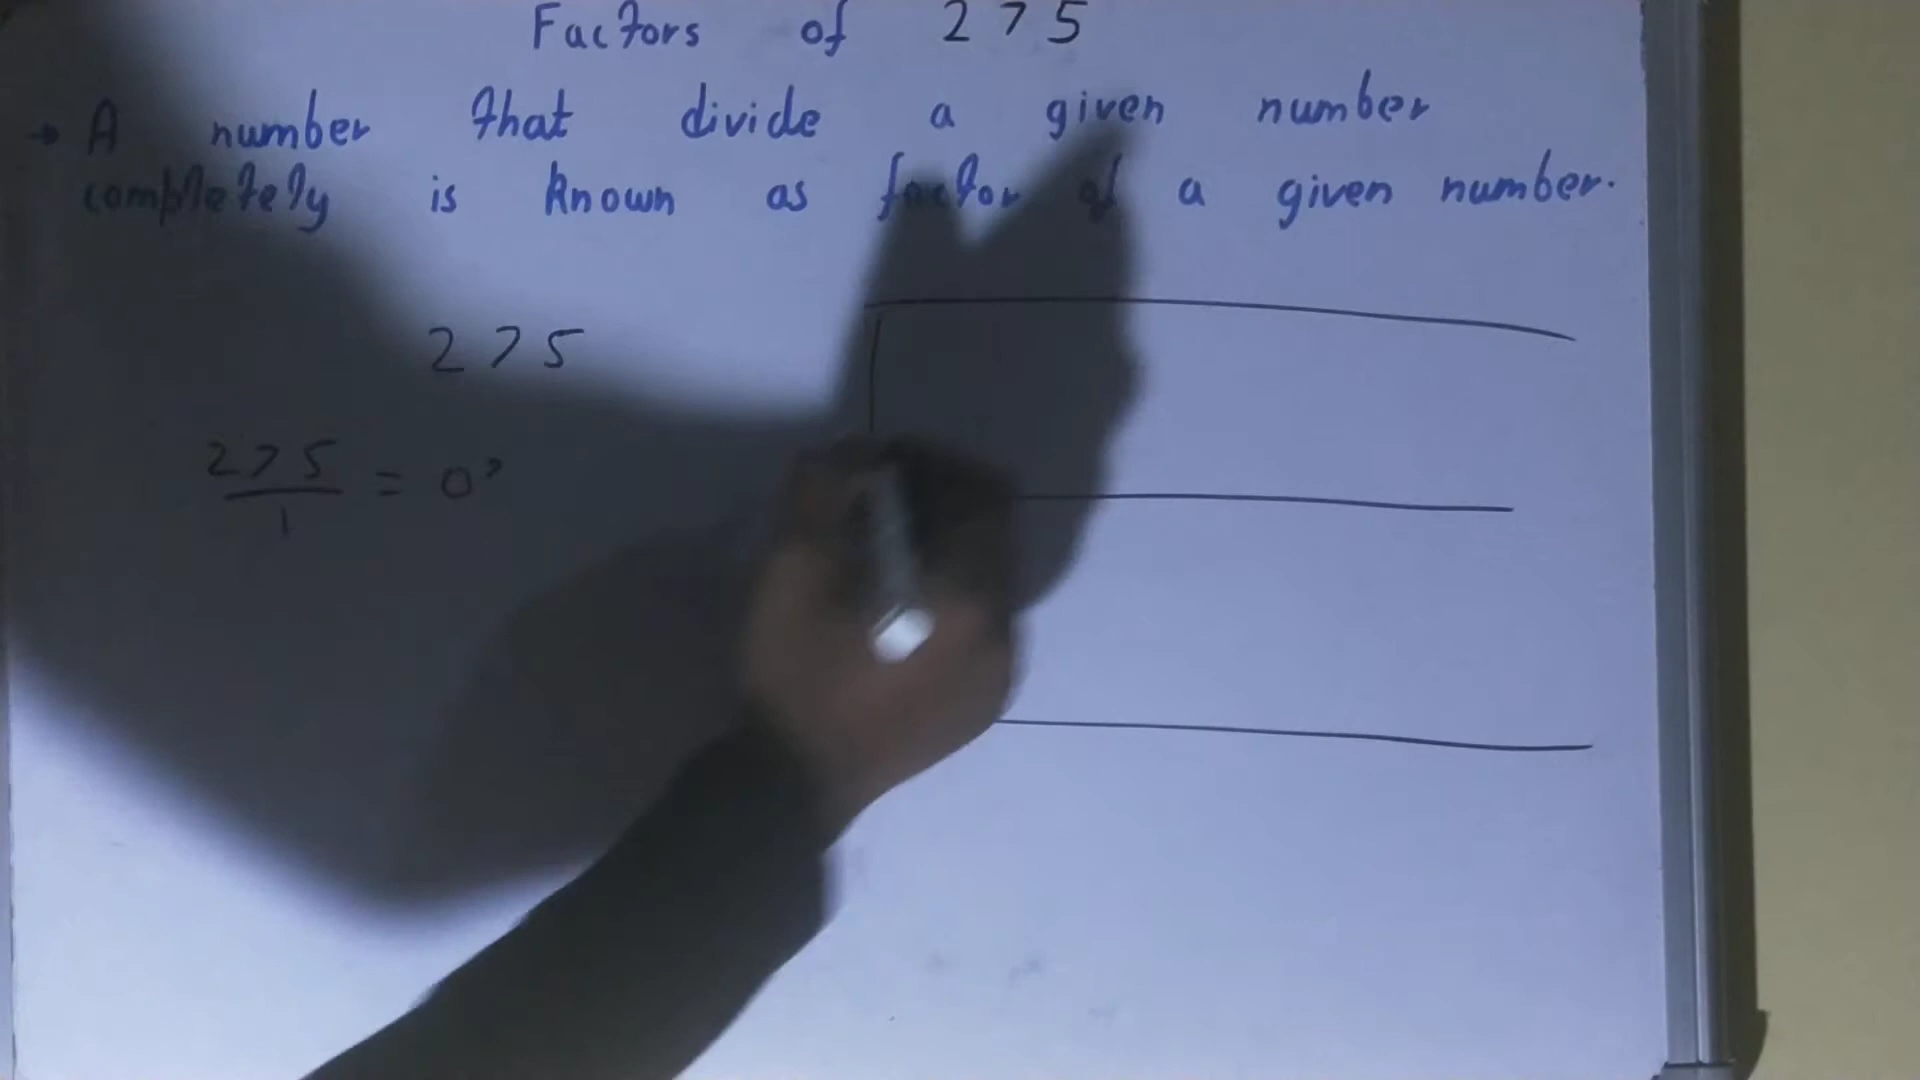 Factors of 275
→ A number that divide a given number
completely is known as factor of a given number.
275
275/1 = 0,